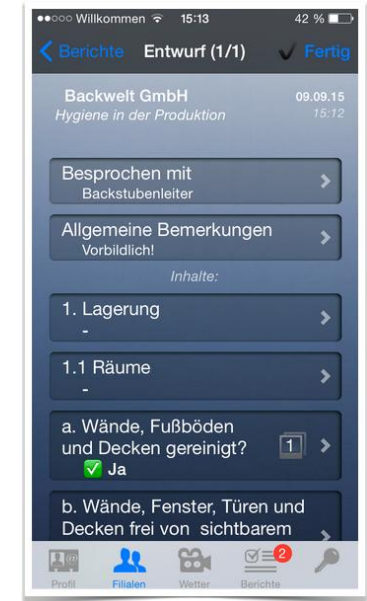 Willkommen 15:13 42 %
Berichte Entwurf (1/1) Fertig
Backwelt GmbH 09.09.15
Hygiene in der Produktion 15:12
Besprochen mit
Backstubenleiter
Allgemeine Bemerkungen
Vorbildlich!
Inhalte:
1. Lagerung
-
1.1 Räume
-
a. Wände, Fußböden
und Decken gereinigt? 1
Ja
b. Wände, Fenster, Türen und
Decken frei von sichtbarem
2
Profil Filialen Wetter Berichte